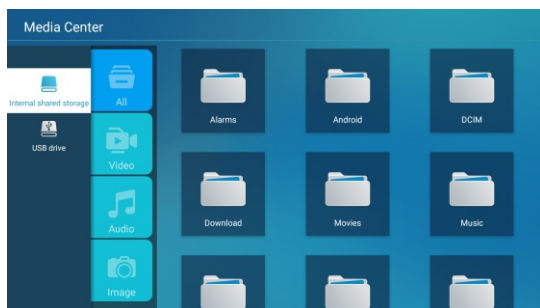 Media Center
Internal shared storage
USB drive
All
Video
Audio
Image
Alarms
Android
DCIM
Download
Movies
Music